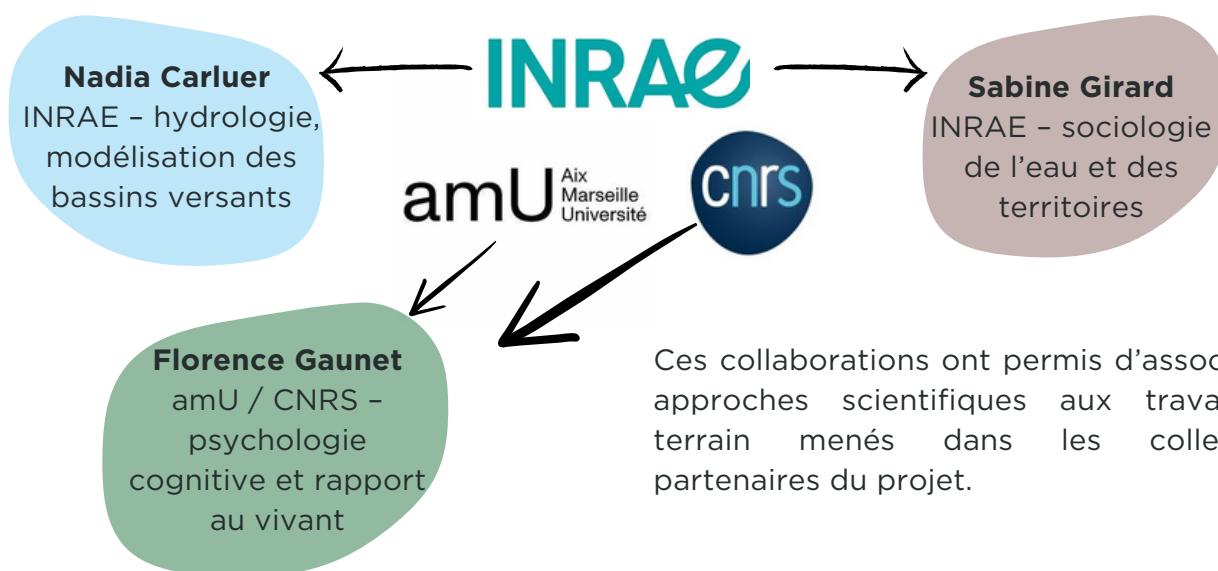 INRAE
Nadia Carluer
INRAE – hydrologie,
modélisation des
bassins versants
Sabine Girard
INRAE – sociologie
de l'eau et des
territoires
amU Aix
Marseille
Université
cnrs
Florence Gaunet
amU / CNRS –
psychologie
cognitive et rapport
au vivant
Ces collaborations ont permis d'assoc
approches scientifiques aux trava
terrain menés dans les colle
partenaires du projet.